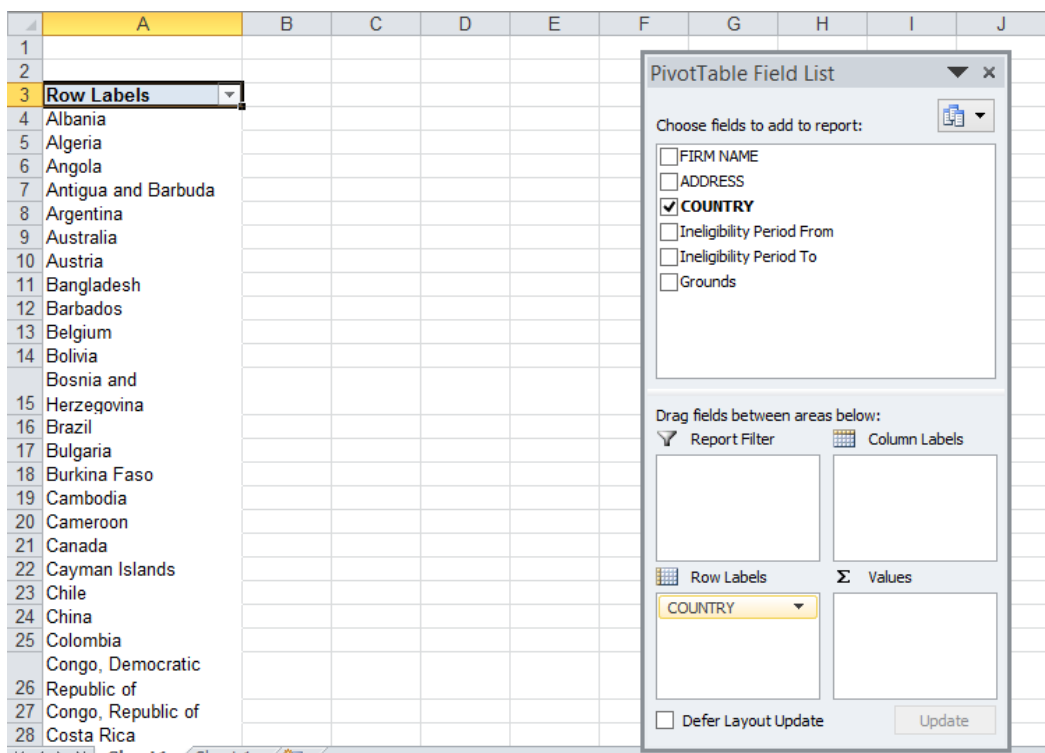 A B C D E F G H I J
1
2
3 Row Labels
4 Albania
5 Algeria
6 Angola
7 Antigua and Barbuda
8 Argentina
9 Australia
10 Austria
11 Bangladesh
12 Barbados
13 Belgium
14 Bolivia
Bosnia and
15 Herzegovina
16 Brazil
17 Bulgaria
18 Burkina Faso
19 Cambodia
20 Cameroon
21 Canada
22 Cayman Islands
23 Chile
24 China
25 Colombia
Congo, Democratic
26 Republic of
27 Congo, Republic of
28 Costa Rica
PivotTable Field List
Choose fields to add to report:
FIRM NAME
ADDRESS
COUNTRY
Ineligibility Period From
Ineligibility Period To
Grounds
Drag fields between areas below:
Report Filter
Column Labels
Row Labels
Σ Values
COUNTRY
Defer Layout Update
Update